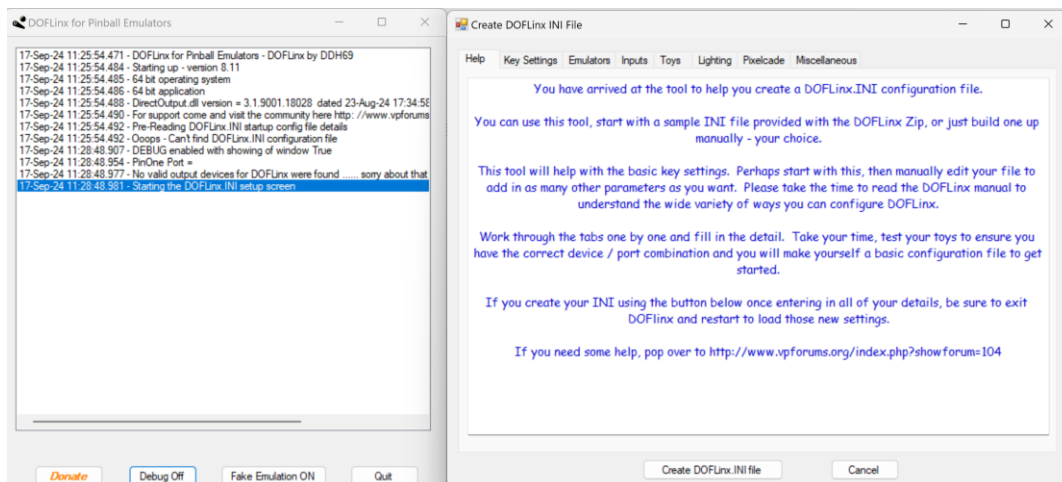 DOFLinx for Pinball Emulators
17-Sep-24 11:25:54.471 - DOFLinx for Pinball Emulators - DOFLinx by DDH69
17-Sep-24 11:25:54.484 - Starting up - version 8.11
17-Sep-24 11:25:54.485 - 64 bit operating system
17-Sep-24 11:25:54.486 - 64 bit application
17-Sep-24 11:25:54.488 - DirectOutput.dll version = 3.1.9001.18028 dated 23-Aug-24 17:34:58
17-Sep-24 11:25:54.490 - For support come and visit the community here http: //www.vpforums
17-Sep-24 11:25:54.492 - Pre-Reading DOFLinx.INI startup config file details
17-Sep-24 11:25:54.492 - Ooops - Can't find DOFLinx.INI configuration file
17-Sep-24 11:28:48.907 - DEBUG enabled with showing of window True
17-Sep-24 11:28:48.954 - PinOne Port =
17-Sep-24 11:28:48.977 - No valid output devices for DOFLinx were found ...... sorry about that
17-Sep-24 11:28:48.981 - Starting the DOFLinx.INI setup screen
Donate Debug Off Fake Emulation ON Quit
Create DOFLinx INI File
Help Key Settings Emulators Inputs Toys Lighting Pixelcade Miscellaneous
You have arrived at the tool to help you create a DOFLinx.INI configuration file.
You can use this tool, start with a sample INI file provided with the DOFLinx Zip, or just build one up
manually - your choice.
This tool will help with the basic key settings. Perhaps start with this, then manually edit your file to
add in as many other parameters as you want. Please take the time to read the DOFLinx manual to
understand the wide variety of ways you can configure DOFLinx.
Work through the tabs one by one and fill in the detail. Take your time, test your toys to ensure you
have the correct device / port combination and you will make yourself a basic configuration file to get
started.
If you create your INI using the button below once entering in all of your details, be sure to exit
DOFlinx and restart to load those new settings.
If you need some help, pop over to http://www.vpforums.org/index.php?showforum=104
Create DOFLinx.INI file Cancel